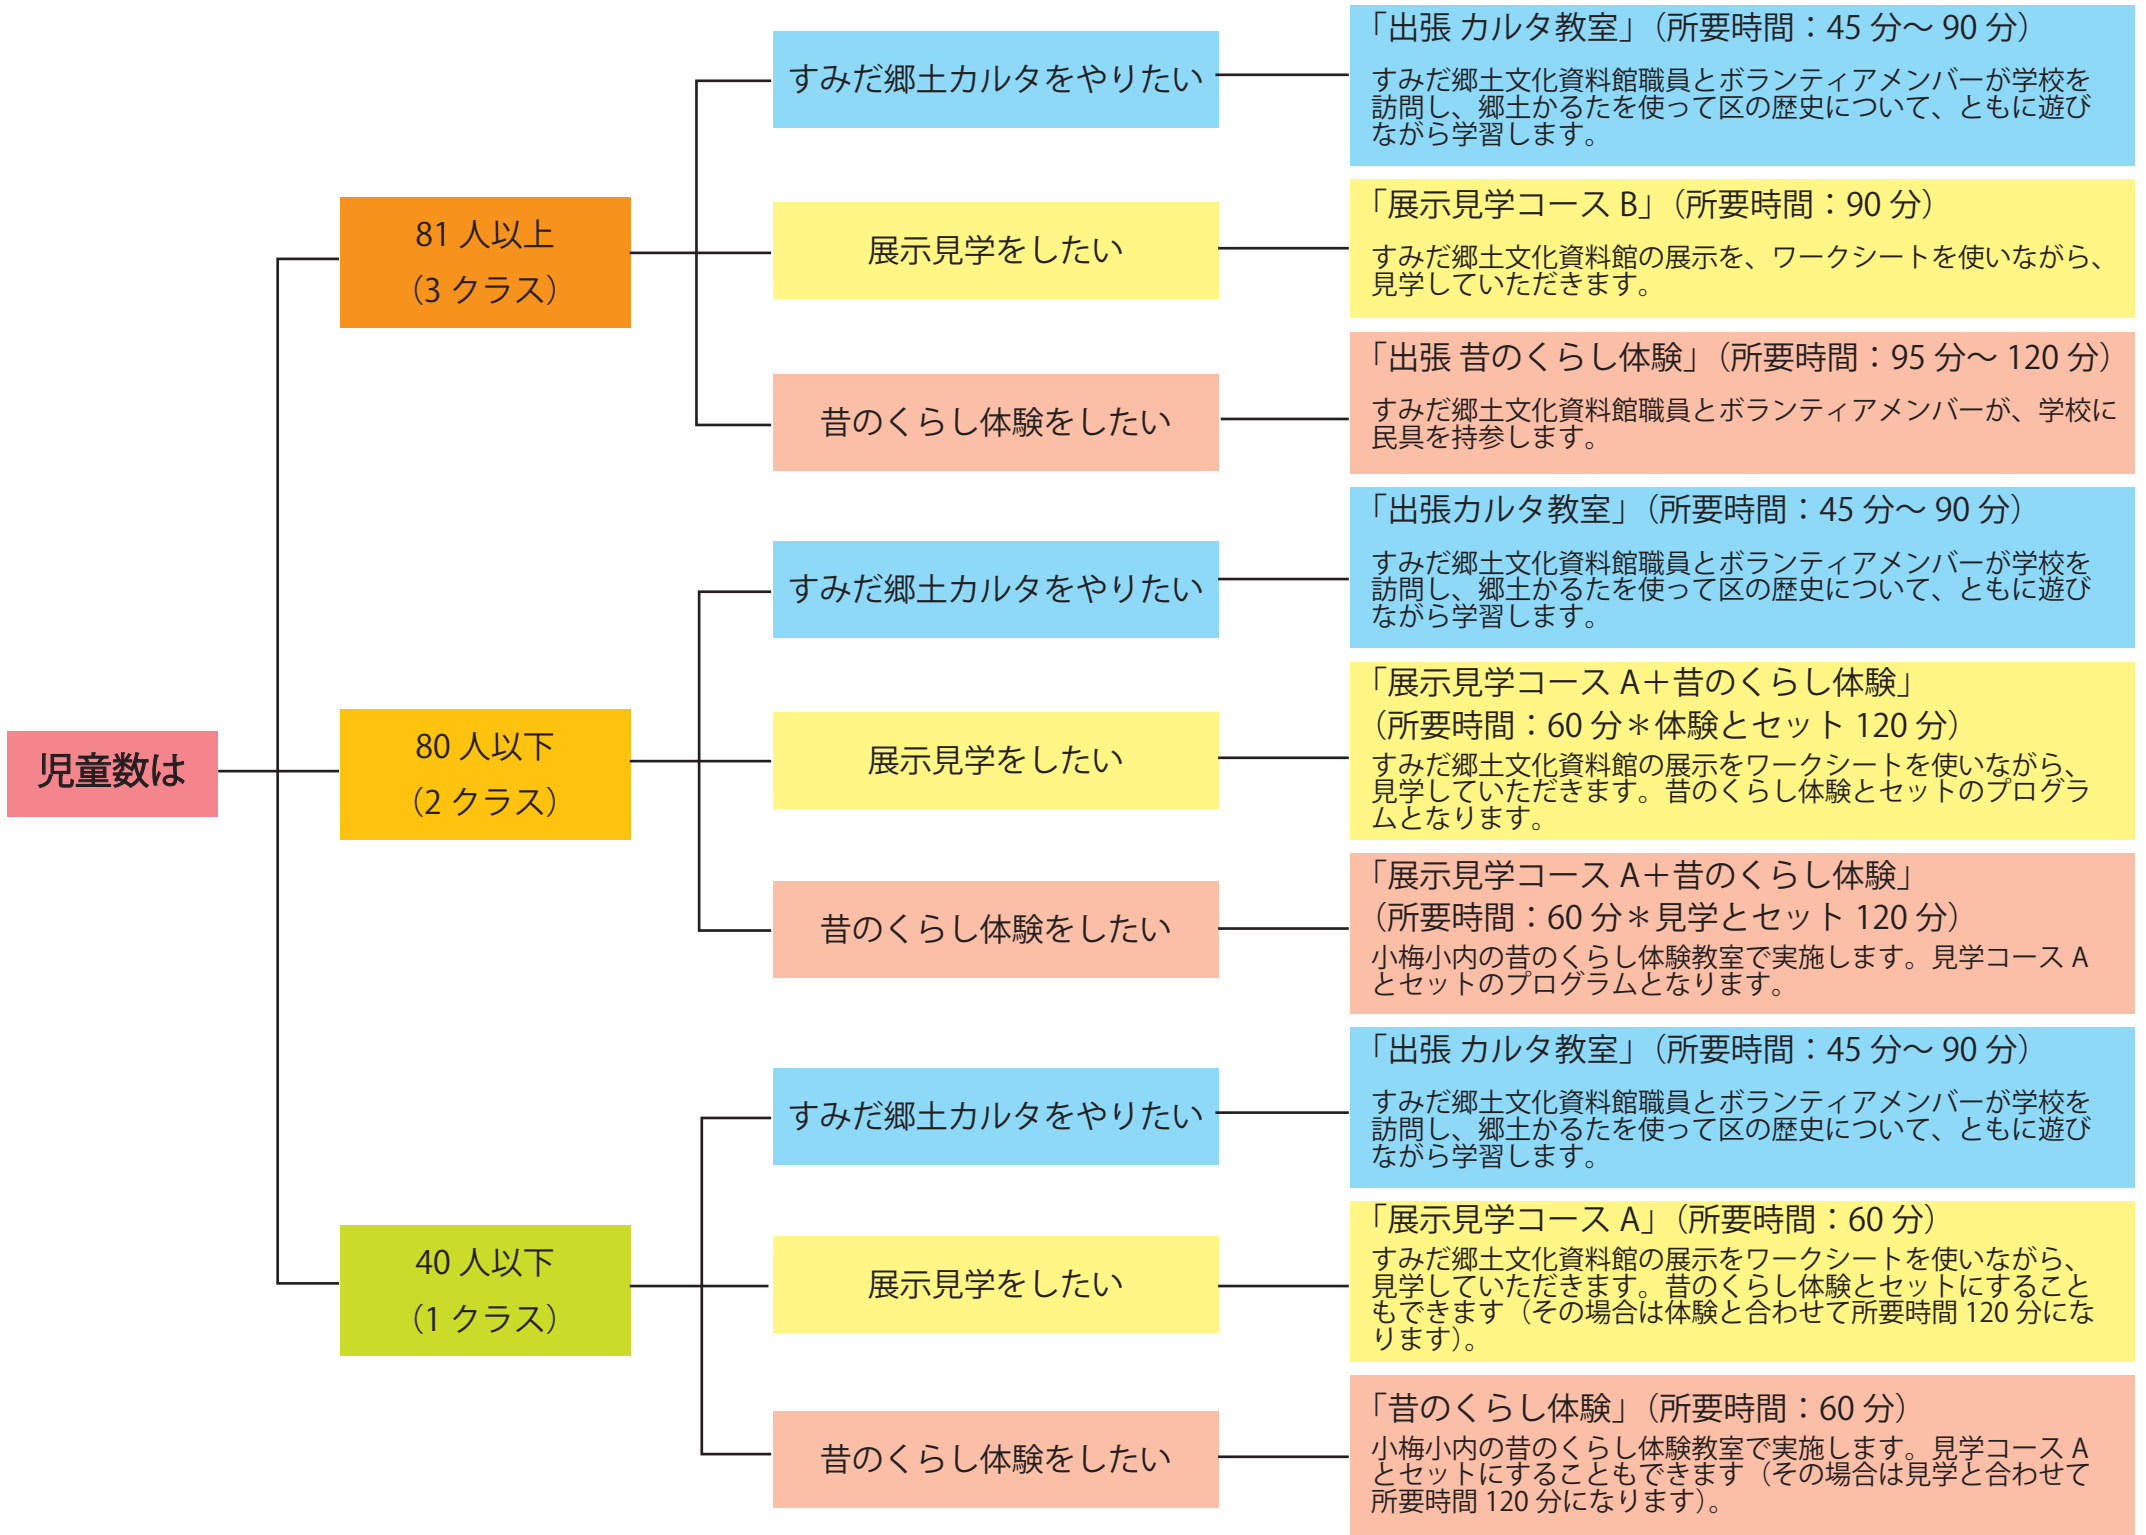 児童数は
81 人以上
（3 クラス）
すみだ郷土カルタをやりたい
「出張 カルタ教室」（所要時間：45 分～ 90 分）
すみだ郷土文化資料館職員とボランティアメンバーが学校を
訪問し、郷土かるたを使って区の歴史について、ともに遊び
ながら学習します。
展示見学をしたい
「展示見学コース B」（所要時間：90 分）
すみだ郷土文化資料館の展示を、ワークシートを使いながら、
見学していただきます。
昔のくらし体験をしたい
「出張 昔のくらし体験」（所要時間：95 分～ 120 分）
すみだ郷土文化資料館職員とボランティアメンバーが、学校に
民具を持参します。
80 人以下
（2 クラス）
すみだ郷土カルタをやりたい
「出張カルタ教室」（所要時間：45 分～ 90 分）
すみだ郷土文化資料館職員とボランティアメンバーが学校を
訪問し、郷土かるたを使って区の歴史について、ともに遊び
ながら学習します。
展示見学をしたい
「展示見学コース A＋昔のくらし体験」
（所要時間：60 分＊体験とセット 120 分）
すみだ郷土文化資料館の展示をワークシートを使いながら、
見学していただきます。昔のくらし体験とセットのプログラ
ムとなります。
昔のくらし体験をしたい
「展示見学コース A＋昔のくらし体験」
（所要時間：60 分＊見学とセット 120 分）
小梅小内の昔のくらし体験教室で実施します。見学コース A
とセットのプログラムとなります。
40 人以下
（1 クラス）
すみだ郷土カルタをやりたい
「出張 カルタ教室」（所要時間：45 分～ 90 分）
すみだ郷土文化資料館職員とボランティアメンバーが学校を
訪問し、郷土かるたを使って区の歴史について、ともに遊び
ながら学習します。
展示見学をしたい
「展示見学コース A」（所要時間：60 分）
すみだ郷土文化資料館の展示をワークシートを使いながら、
見学していただきます。昔のくらし体験とセットにすること
もできます（その場合は体験と合わせて所要時間 120 分にな
ります）。
昔のくらし体験をしたい
「昔のくらし体験」（所要時間：60 分）
小梅小内の昔のくらし体験教室で実施します。見学コース A
とセットにすることもできます（その場合は見学と合わせて
所要時間 120 分になります）。